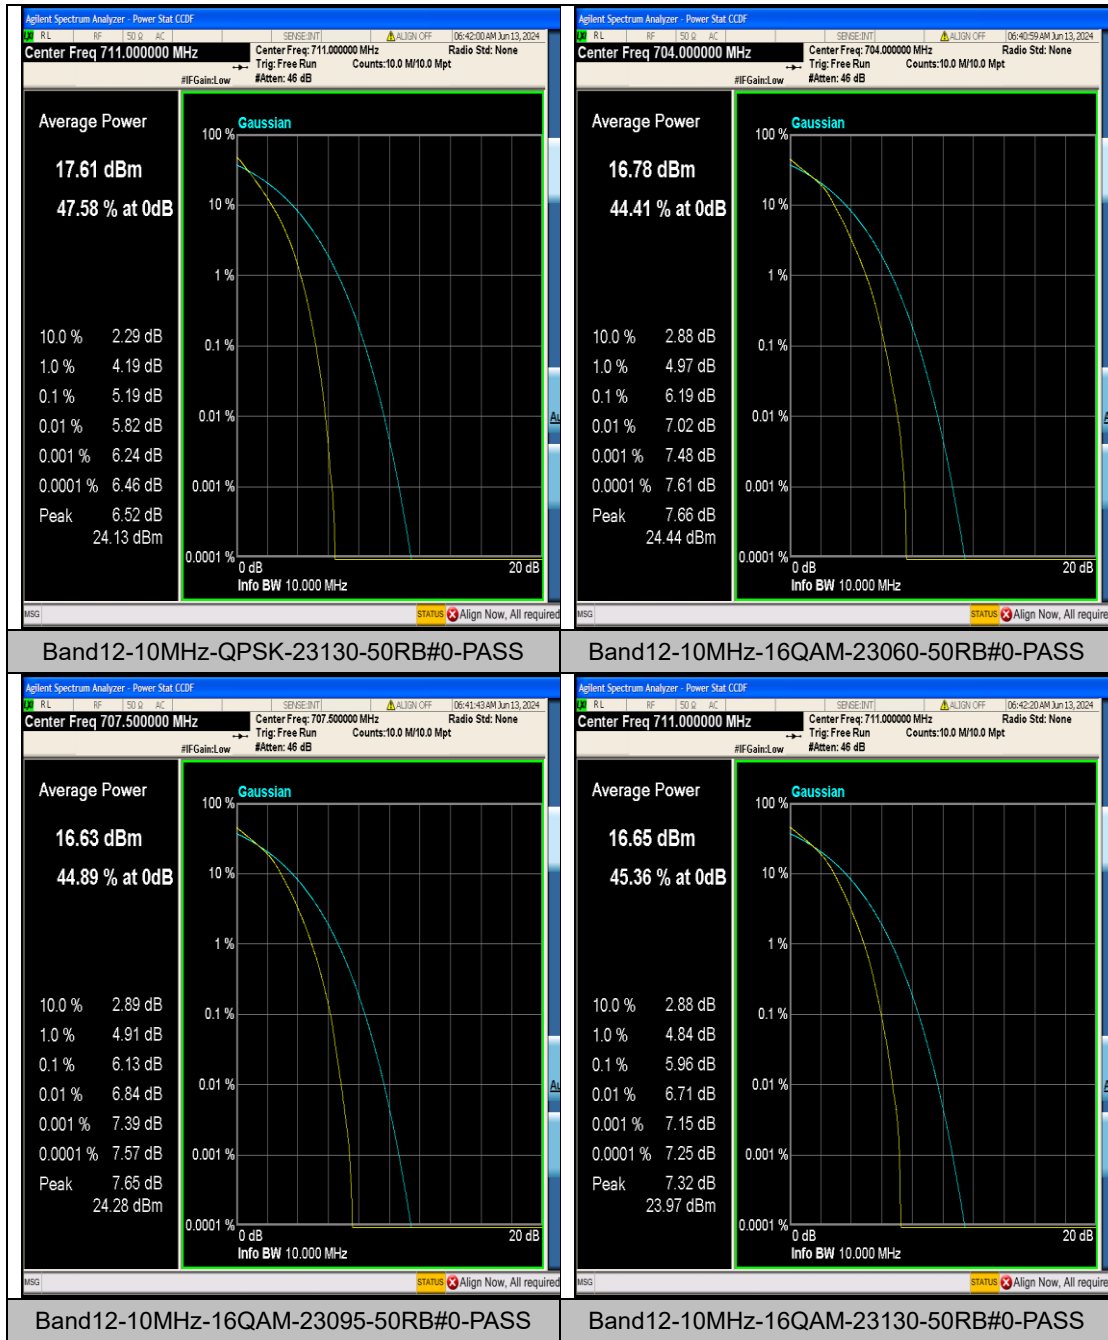 Agilent Spectrum Analyzer - Power Stat CCDF
RL RF 50 Ω AC SENSE:INT ALIGN OFF 06:42:00 AM Jun 13, 2024
Center Freq 711.000000 MHz
Center Freq: 711.000000 MHz Radio Std: None
Trig: Free Run Counts:10.0 M/10.0 Mpt
#IFGain:Low #Atten: 46 dB
Average Power
17.61 dBm
47.58 % at 0dB
10.0 % 2.29 dB
1.0 % 4.19 dB
0.1 % 5.19 dB
0.01 % 5.82 dB
0.001 % 6.24 dB
0.0001 % 6.46 dB
Peak 6.52 dB
24.13 dBm
Gaussian
100 %
10 %
1 %
0.1 %
0.01 %
0.001 %
0.0001 %
0 dB 20 dB
Info BW 10.000 MHz
MSG STATUS Align Now, All required
Band12-10MHz-QPSK-23130-50RB#0-PASS
Agilent Spectrum Analyzer - Power Stat CCDF
RL RF 50 Ω AC SENSE:INT ALIGN OFF 06:40:59 AM Jun 13, 2024
Center Freq 704.000000 MHz
Center Freq: 704.000000 MHz Radio Std: None
Trig: Free Run Counts:10.0 M/10.0 Mpt
#IFGain:Low #Atten: 46 dB
Average Power
16.78 dBm
44.41 % at 0dB
10.0 % 2.88 dB
1.0 % 4.97 dB
0.1 % 6.19 dB
0.01 % 7.02 dB
0.001 % 7.48 dB
0.0001 % 7.61 dB
Peak 7.66 dB
24.44 dBm
Gaussian
100 %
10 %
1 %
0.1 %
0.01 %
0.001 %
0.0001 %
0 dB 20 dB
Info BW 10.000 MHz
MSG STATUS Align Now, All require
Band12-10MHz-16QAM-23060-50RB#0-PASS
Agilent Spectrum Analyzer - Power Stat CCDF
RL RF 50 Ω AC SENSE:INT ALIGN OFF 06:41:43 AM Jun 13, 2024
Center Freq 707.500000 MHz
Center Freq: 707.500000 MHz Radio Std: None
Trig: Free Run Counts:10.0 M/10.0 Mpt
#IFGain:Low #Atten: 46 dB
Average Power
16.63 dBm
44.89 % at 0dB
10.0 % 2.89 dB
1.0 % 4.91 dB
0.1 % 6.13 dB
0.01 % 6.84 dB
0.001 % 7.39 dB
0.0001 % 7.57 dB
Peak 7.65 dB
24.28 dBm
Gaussian
100 %
10 %
1 %
0.1 %
0.01 %
0.001 %
0.0001 %
0 dB 20 dB
Info BW 10.000 MHz
MSG STATUS Align Now, All required
Band12-10MHz-16QAM-23095-50RB#0-PASS
Agilent Spectrum Analyzer - Power Stat CCDF
RL RF 50 Ω AC SENSE:INT ALIGN OFF 06:42:20 AM Jun 13, 2024
Center Freq 711.000000 MHz
Center Freq: 711.000000 MHz Radio Std: None
Trig: Free Run Counts:10.0 M/10.0 Mpt
#IFGain:Low #Atten: 46 dB
Average Power
16.65 dBm
45.36 % at 0dB
10.0 % 2.88 dB
1.0 % 4.84 dB
0.1 % 5.96 dB
0.01 % 6.71 dB
0.001 % 7.15 dB
0.0001 % 7.25 dB
Peak 7.32 dB
23.97 dBm
Gaussian
100 %
10 %
1 %
0.1 %
0.01 %
0.001 %
0.0001 %
0 dB 20 dB
Info BW 10.000 MHz
MSG STATUS Align Now, All require
Band12-10MHz-16QAM-23130-50RB#0-PASS